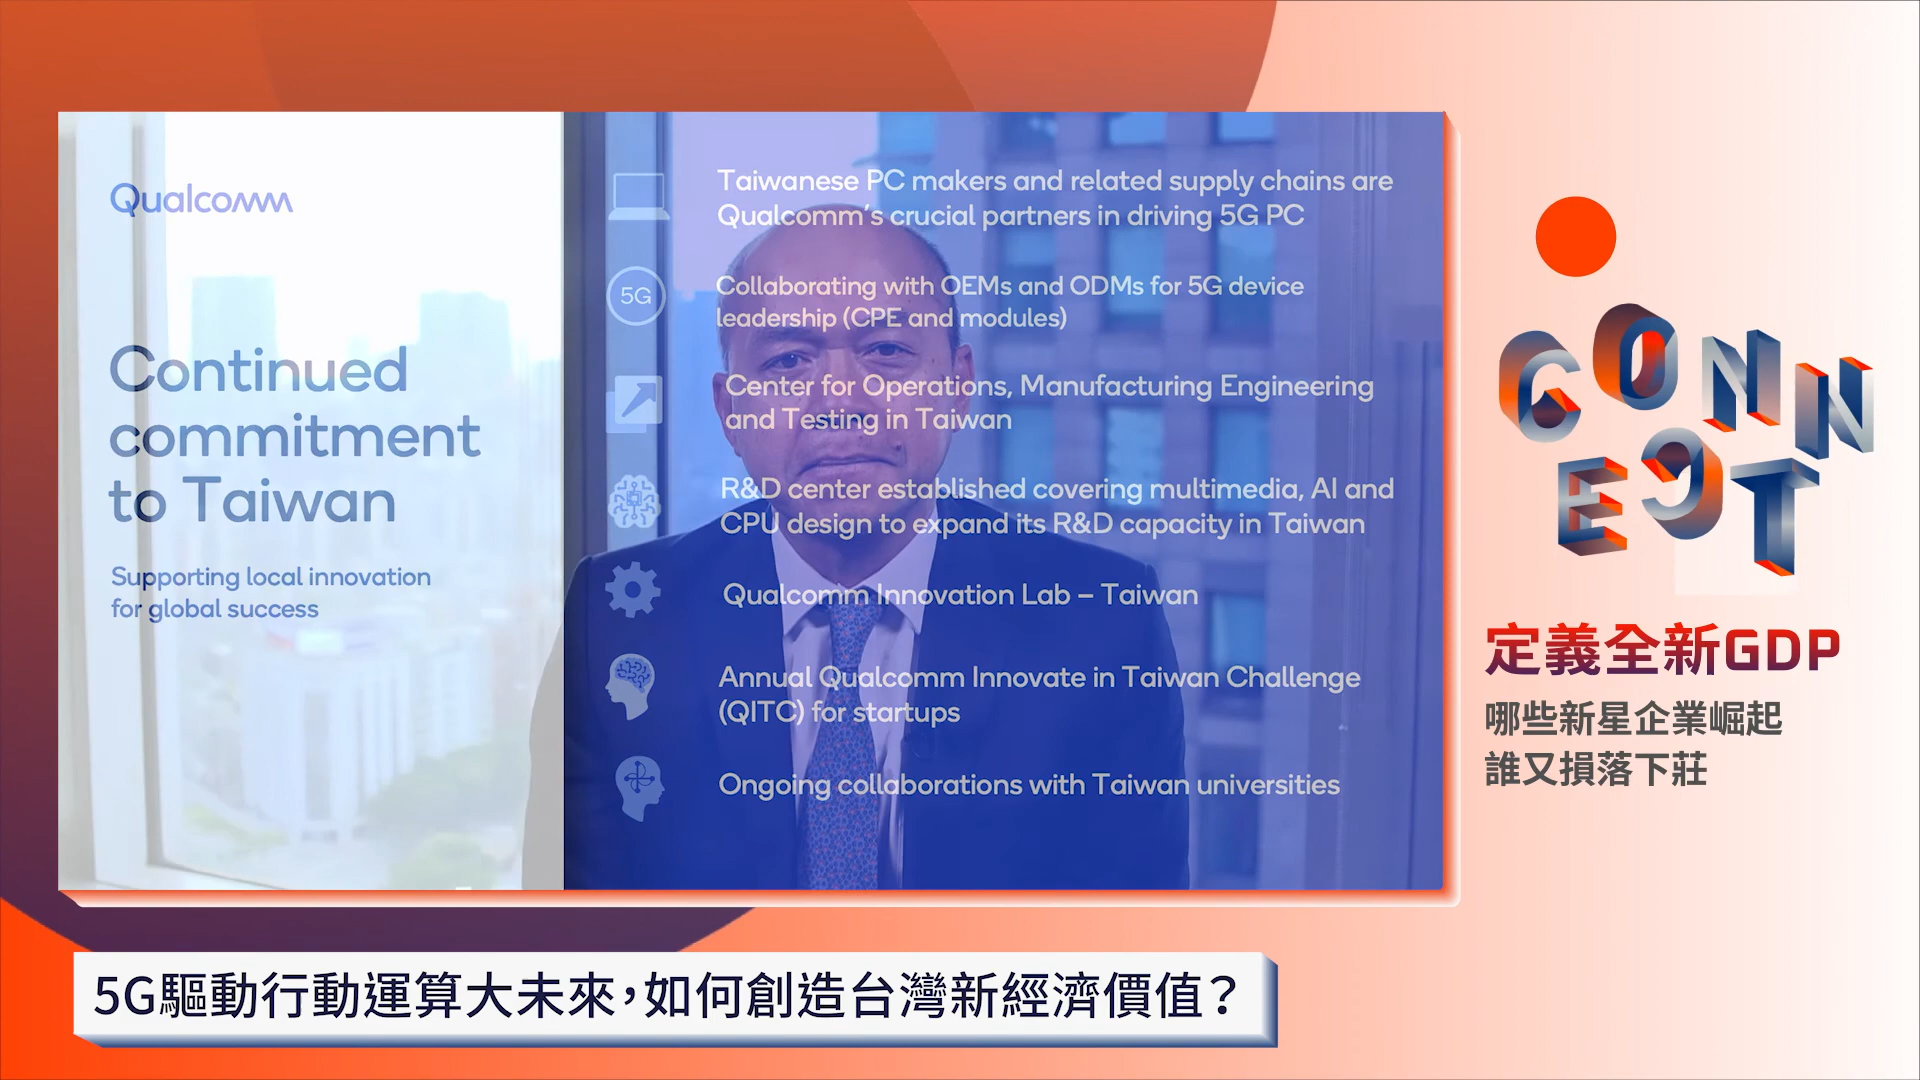 Qualcomm
Continued
commitment
to Taiwan
Supporting local innovation
for global success
Taiwanese PC makers and related supply chains are
Qualcomm's crucial partners in driving 5G PC
5G
Collaborating with OEMs and ODMs for 5G device
leadership (CPE and modules)
Center for Operations, Manufacturing Engineering
and Testing in Taiwan
R&D center established covering multimedia, AI and
CPU design to expand its R&D capacity in Taiwan
Qualcomm Innovation Lab – Taiwan
Annual Qualcomm Innovate in Taiwan Challenge
(QITC) for startups
Ongoing collaborations with Taiwan universities
CONN
ECT
定義全新GDP
哪些新星企業崛起
誰又損落下莊
5G驅動行動運算大未來,如何創造台灣新經濟價值?